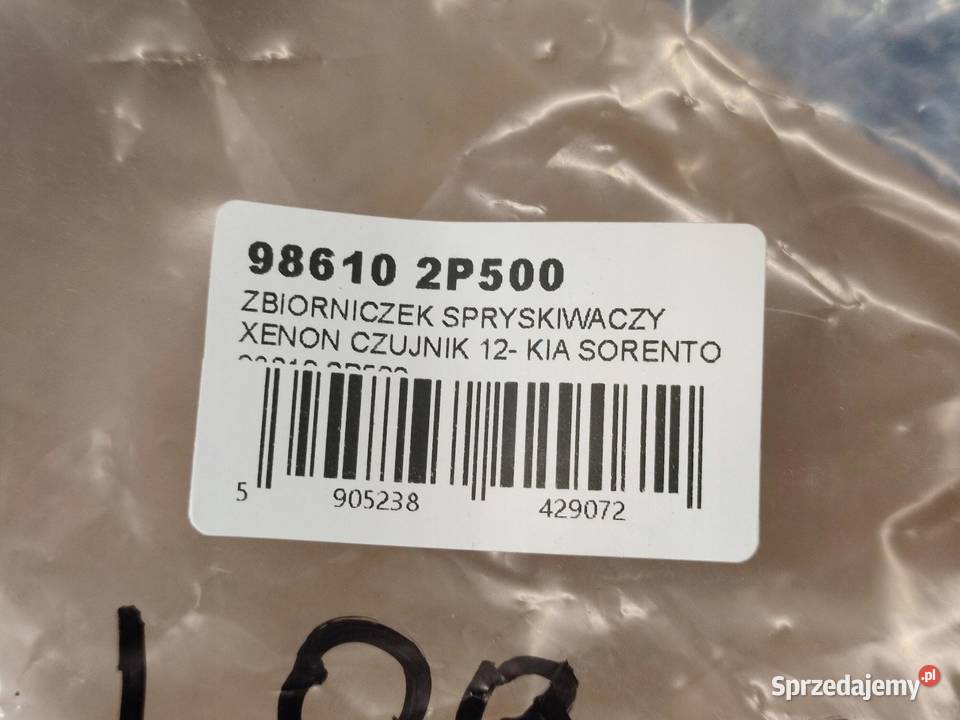 98610 2P500
ZBIORNICZEK SPRYSKIWACZY
XENON CZUJNIK 12- KIA SORENTO
5 905238 429072
Sprzedajemy.pl